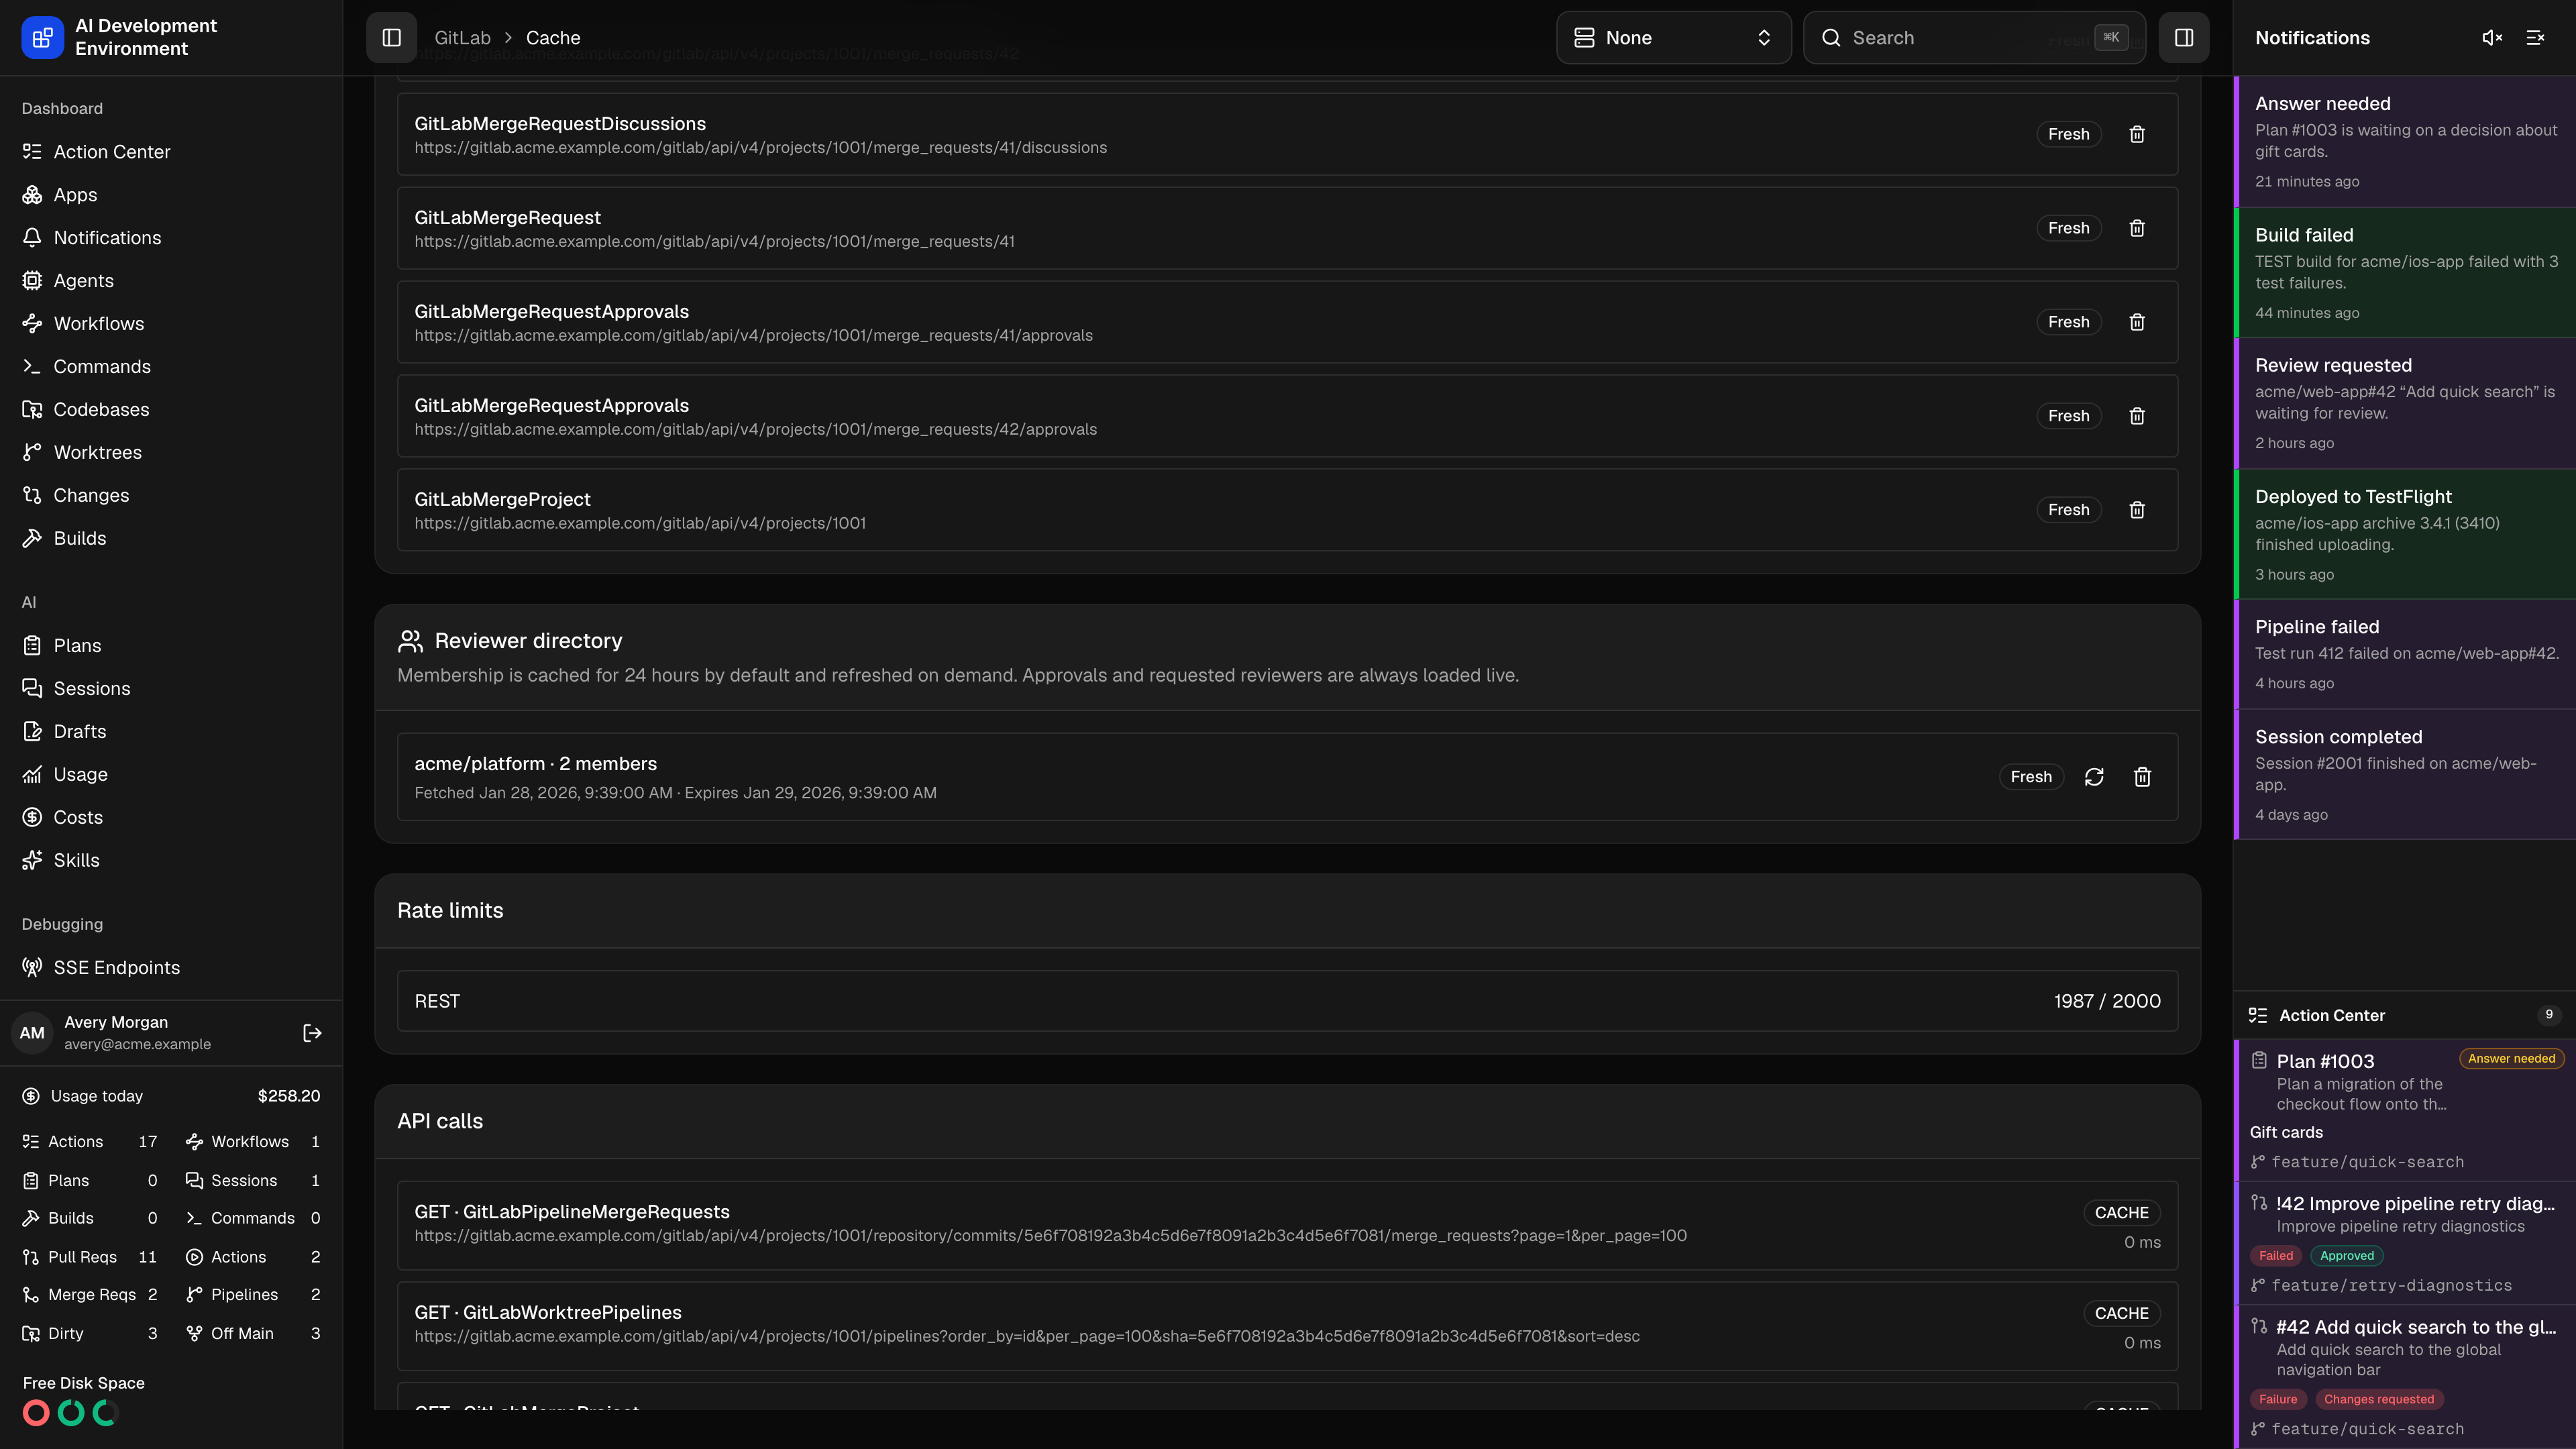 AI Development
Environment
Dashboard
Action Center
Apps
Notifications
Agents
Workflows
Commands
Codebases
Worktrees
Changes
Builds
AI
Plans
Sessions
Drafts
Usage
Costs
Skills
Debugging
SSE Endpoints
AM
Avery Morgan
avery@acme.example
Usage today $258.20
Actions 17 Workflows 1
Plans 0 Sessions 1
Builds 0 Commands 0
Pull Reqs 11 Actions 2
Merge Reqs 2 Pipelines 2
Dirty 3 Off Main 3
Free Disk Space
GitLab > Cache
None
Search ⌘K
https://gitlab.acme.example.com/gitlab/api/v4/projects/1001/merge_requests/42
Fresh
GitLabMergeRequestDiscussions
https://gitlab.acme.example.com/gitlab/api/v4/projects/1001/merge_requests/41/discussions
Fresh
GitLabMergeRequest
https://gitlab.acme.example.com/gitlab/api/v4/projects/1001/merge_requests/41
Fresh
GitLabMergeRequestApprovals
https://gitlab.acme.example.com/gitlab/api/v4/projects/1001/merge_requests/41/approvals
Fresh
GitLabMergeRequestApprovals
https://gitlab.acme.example.com/gitlab/api/v4/projects/1001/merge_requests/42/approvals
Fresh
GitLabMergeProject
https://gitlab.acme.example.com/gitlab/api/v4/projects/1001
Fresh
Reviewer directory
Membership is cached for 24 hours by default and refreshed on demand. Approvals and requested reviewers are always loaded live.
acme/platform · 2 members
Fetched Jan 28, 2026, 9:39:00 AM · Expires Jan 29, 2026, 9:39:00 AM
Fresh
Rate limits
REST 1987 / 2000
API calls
GET · GitLabPipelineMergeRequests
https://gitlab.acme.example.com/gitlab/api/v4/projects/1001/repository/commits/5e6f708192a3b4c5d6e7f8091a2b3c4d5e6f7081/merge_requests?page=1&per_page=100
CACHE
0 ms
GET · GitLabWorktreePipelines
https://gitlab.acme.example.com/gitlab/api/v4/projects/1001/pipelines?order_by=id&per_page=100&sha=5e6f708192a3b4c5d6e7f8091a2b3c4d5e6f7081&sort=desc
CACHE
0 ms
GET · GitLabMergeProject
CACHE
Notifications
Answer needed
Plan #1003 is waiting on a decision about
gift cards.
21 minutes ago
Build failed
TEST build for acme/ios-app failed with 3
test failures.
44 minutes ago
Review requested
acme/web-app#42 “Add quick search” is
waiting for review.
2 hours ago
Deployed to TestFlight
acme/ios-app archive 3.4.1 (3410)
finished uploading.
3 hours ago
Pipeline failed
Test run 412 failed on acme/web-app#42.
4 hours ago
Session completed
Session #2001 finished on acme/web-
app.
4 days ago
Action Center 9
Plan #1003 Answer needed
Plan a migration of the
checkout flow onto th...
Gift cards
feature/quick-search
!42 Improve pipeline retry diag...
Improve pipeline retry diagnostics
Failed Approved
feature/retry-diagnostics
#42 Add quick search to the gl...
Add quick search to the global
navigation bar
Failure Changes requested
feature/quick-search